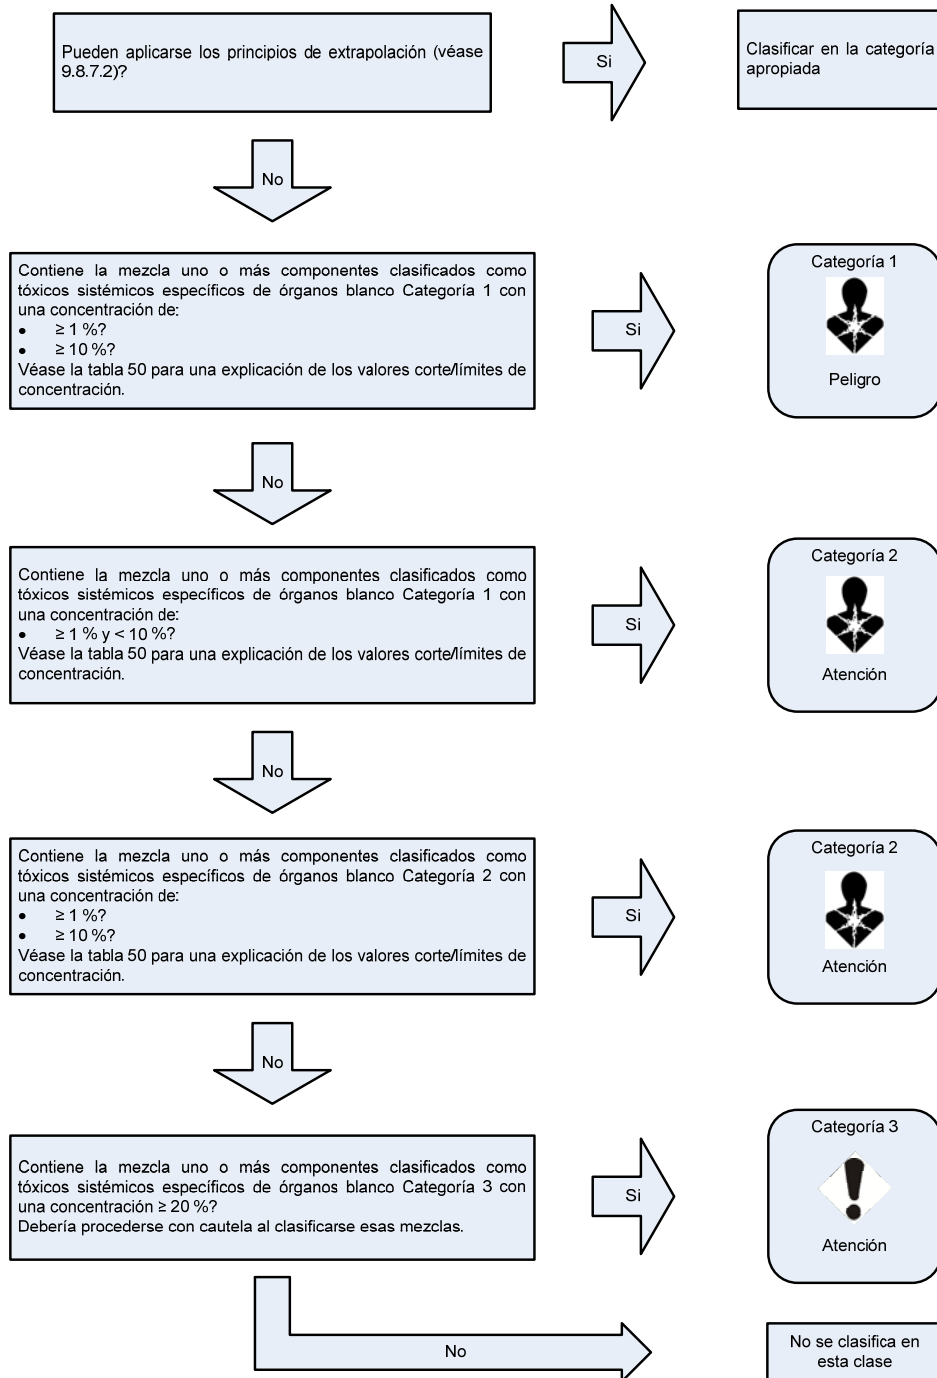 Pueden aplicarse los principios de extrapolación (véase
9.8.7.2)?
Si
Clasificar en la categoría
apropiada
No
Contiene la mezcla uno o más componentes clasificados como
tóxicos sistémicos específicos de órganos blanco Categoría 1 con
una concentración de:
• ≥ 1 %?
• ≥ 10 %?
Véase la tabla 50 para una explicación de los valores corte/límites de
concentración.
Si
Categoría 1
Peligro
No
Contiene la mezcla uno o más componentes clasificados como
tóxicos sistémicos específicos de órganos blanco Categoría 1 con
una concentración de:
• ≥ 1 % y < 10 %?
Véase la tabla 50 para una explicación de los valores corte/límites de
concentración.
Si
Categoría 2
Atención
No
Contiene la mezcla uno o más componentes clasificados como
tóxicos sistémicos específicos de órganos blanco Categoría 2 con
una concentración de:
• ≥ 1 %?
• ≥ 10 %?
Véase la tabla 50 para una explicación de los valores corte/límites de
concentración.
Si
Categoría 2
Atención
No
Contiene la mezcla uno o más componentes clasificados como
tóxicos sistémicos específicos de órganos blanco Categoría 3 con
una concentración ≥ 20 %?
Debería procederse con cautela al clasificarse esas mezclas.
Si
Categoría 3
Atención
No
No se clasifica en
esta clase